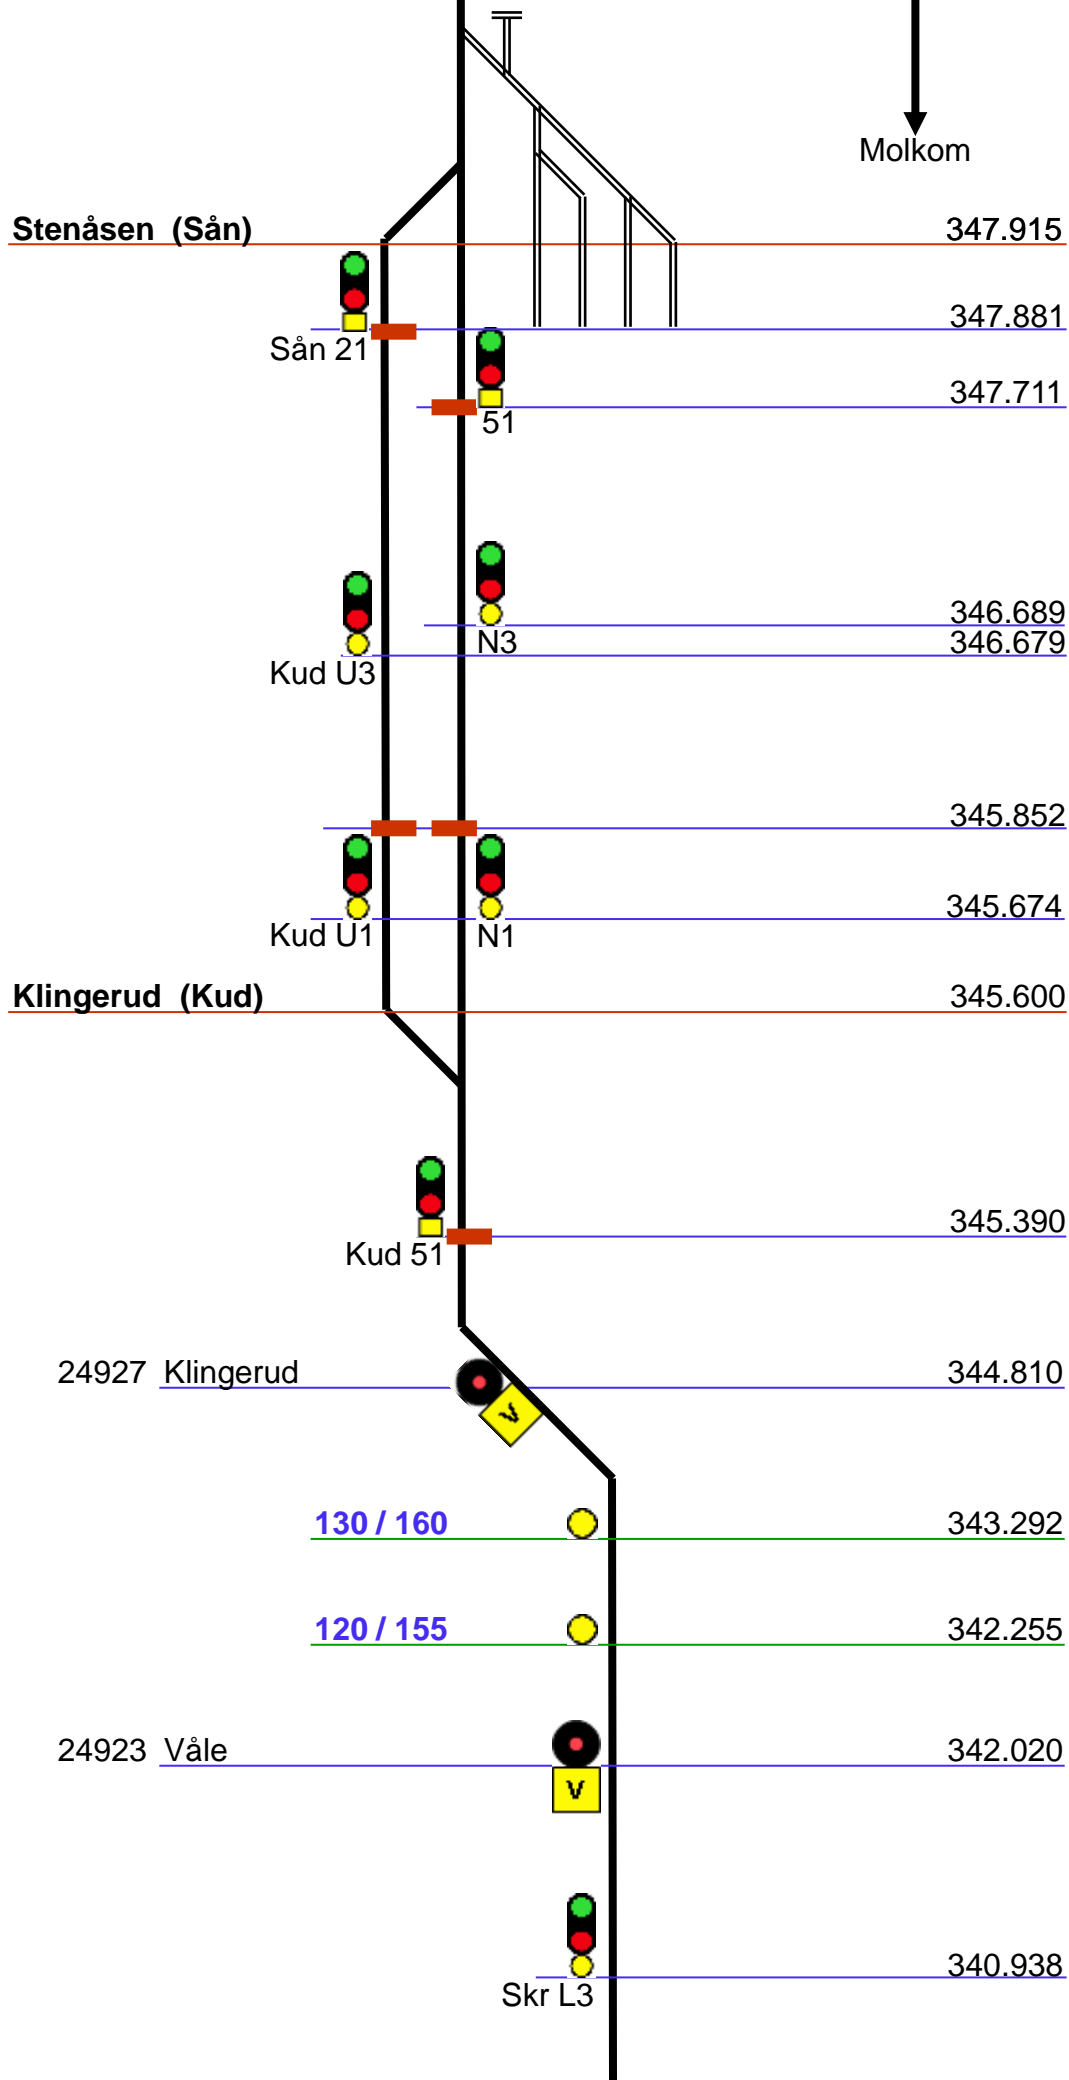 Molkom
Stenåsen (Sån) 347.915
347.881
Sån 21
347.711
51
346.689
N3 346.679
Kud U3
345.852
345.674
Kud U1 N1
Klingerud (Kud) 345.600
345.390
Kud 51
24927 Klingerud 344.810
V
130 / 160 343.292
120 / 155 342.255
24923 Våle 342.020
V
340.938
Skr L3